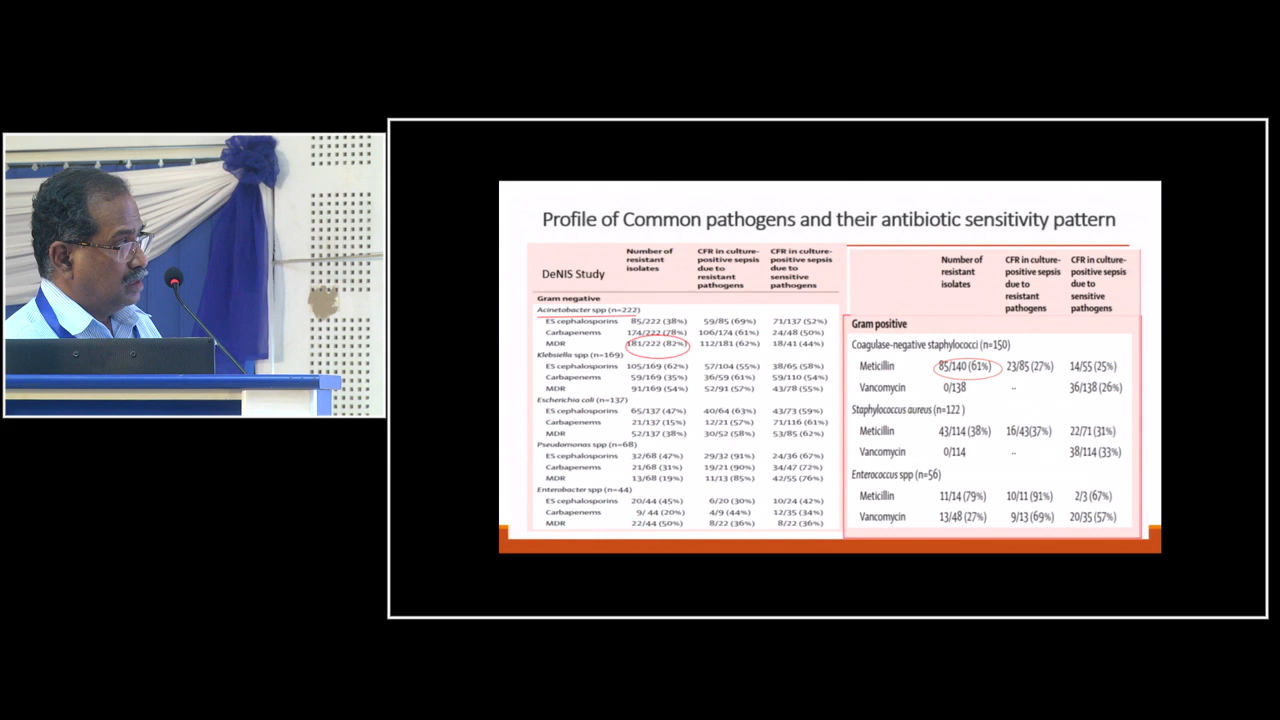 Profile of Common pathogens and their antibiotic sensitivity pattern
DeNIS Study
Number of resistant isolates
CFR in culture-positive sepsis due to resistant pathogens
CFR in culture-positive sepsis due to sensitive pathogens
Gram negative
Acinetobacter spp (n=222)
ES cephalosporins 85/222 (38%) 59/85 (69%) 71/137 (52%)
Carbapenems 174/222 (78%) 106/174 (61%) 24/48 (50%)
MDR 181/222 (82%) 112/181 (62%) 18/41 (44%)
Klebsiella spp (n=169)
ES cephalosporins 105/169 (62%) 57/104 (55%) 38/65 (58%)
Carbapenems 59/169 (35%) 36/59 (61%) 59/110 (54%)
MDR 91/169 (54%) 52/91 (57%) 43/78 (55%)
Escherichia coli (n=137)
ES cephalosporins 65/137 (47%) 40/64 (63%) 43/73 (59%)
Carbapenems 21/137 (15%) 12/21 (57%) 71/116 (61%)
MDR 52/137 (38%) 30/52 (58%) 53/85 (62%)
Pseudomonas spp (n=68)
ES cephalosporins 32/68 (47%) 29/32 (91%) 24/36 (67%)
Carbapenems 21/68 (31%) 19/21 (90%) 34/47 (72%)
MDR 13/68 (19%) 11/13 (85%) 42/55 (76%)
Enterobacter spp (n=44)
ES cephalosporins 20/44 (45%) 6/20 (30%) 10/24 (42%)
Carbapenems 9/ 44 (20%) 4/9 (44%) 12/35 (34%)
MDR 22/44 (50%) 8/22 (36%) 8/22 (36%)
Number of resistant isolates
CFR in culture-positive sepsis due to resistant pathogens
CFR in culture-positive sepsis due to sensitive pathogens
Gram positive
Coagulase-negative staphylococci (n=150)
Meticillin 85/140 (61%) 23/85 (27%) 14/55 (25%)
Vancomycin 0/138 .. 36/138 (26%)
Staphylococcus aureus (n=122 )
Meticillin 43/114 (38%) 16/43(37%) 22/71 (31%)
Vancomycin 0/114 .. 38/114 (33%)
Enterococcus spp (n=56)
Meticillin 11/14 (79%) 10/11 (91%) 2/3 (67%)
Vancomycin 13/48 (27%) 9/13 (69%) 20/35 (57%)